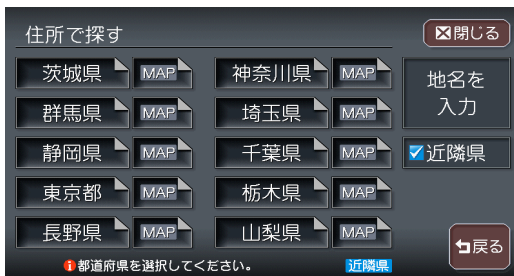 住所で探す
閉じる
茨城県 MAP 神奈川県 MAP
地名を
入力
群馬県 MAP 埼玉県 MAP
静岡県 MAP 千葉県 MAP
近隣県
東京都 MAP 栃木県 MAP
長野県 MAP 山梨県 MAP
戻る
都道府県を選択してください。
近隣県